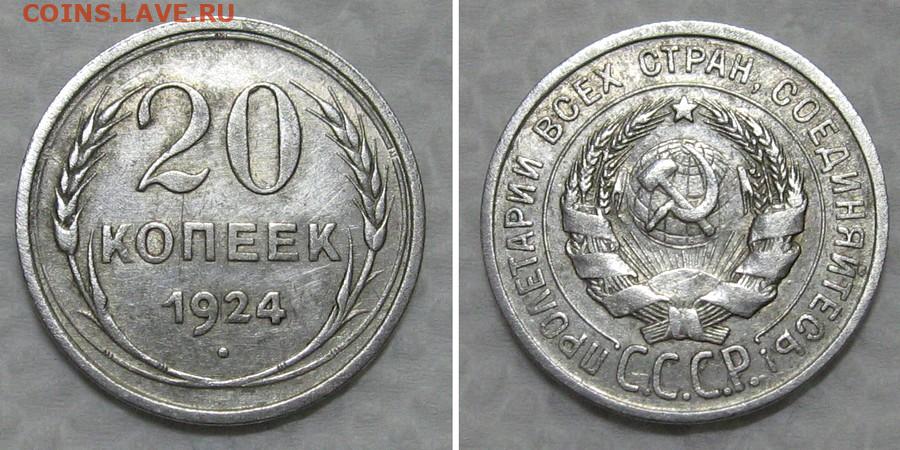 COINS.LAVE.RU
20
КОПЕЕК
1924
ПРОЛЕТАРИИ ВСЕХ СТРАН, СОЕДИНЯЙТЕСЬ!
С.С.С.Р.